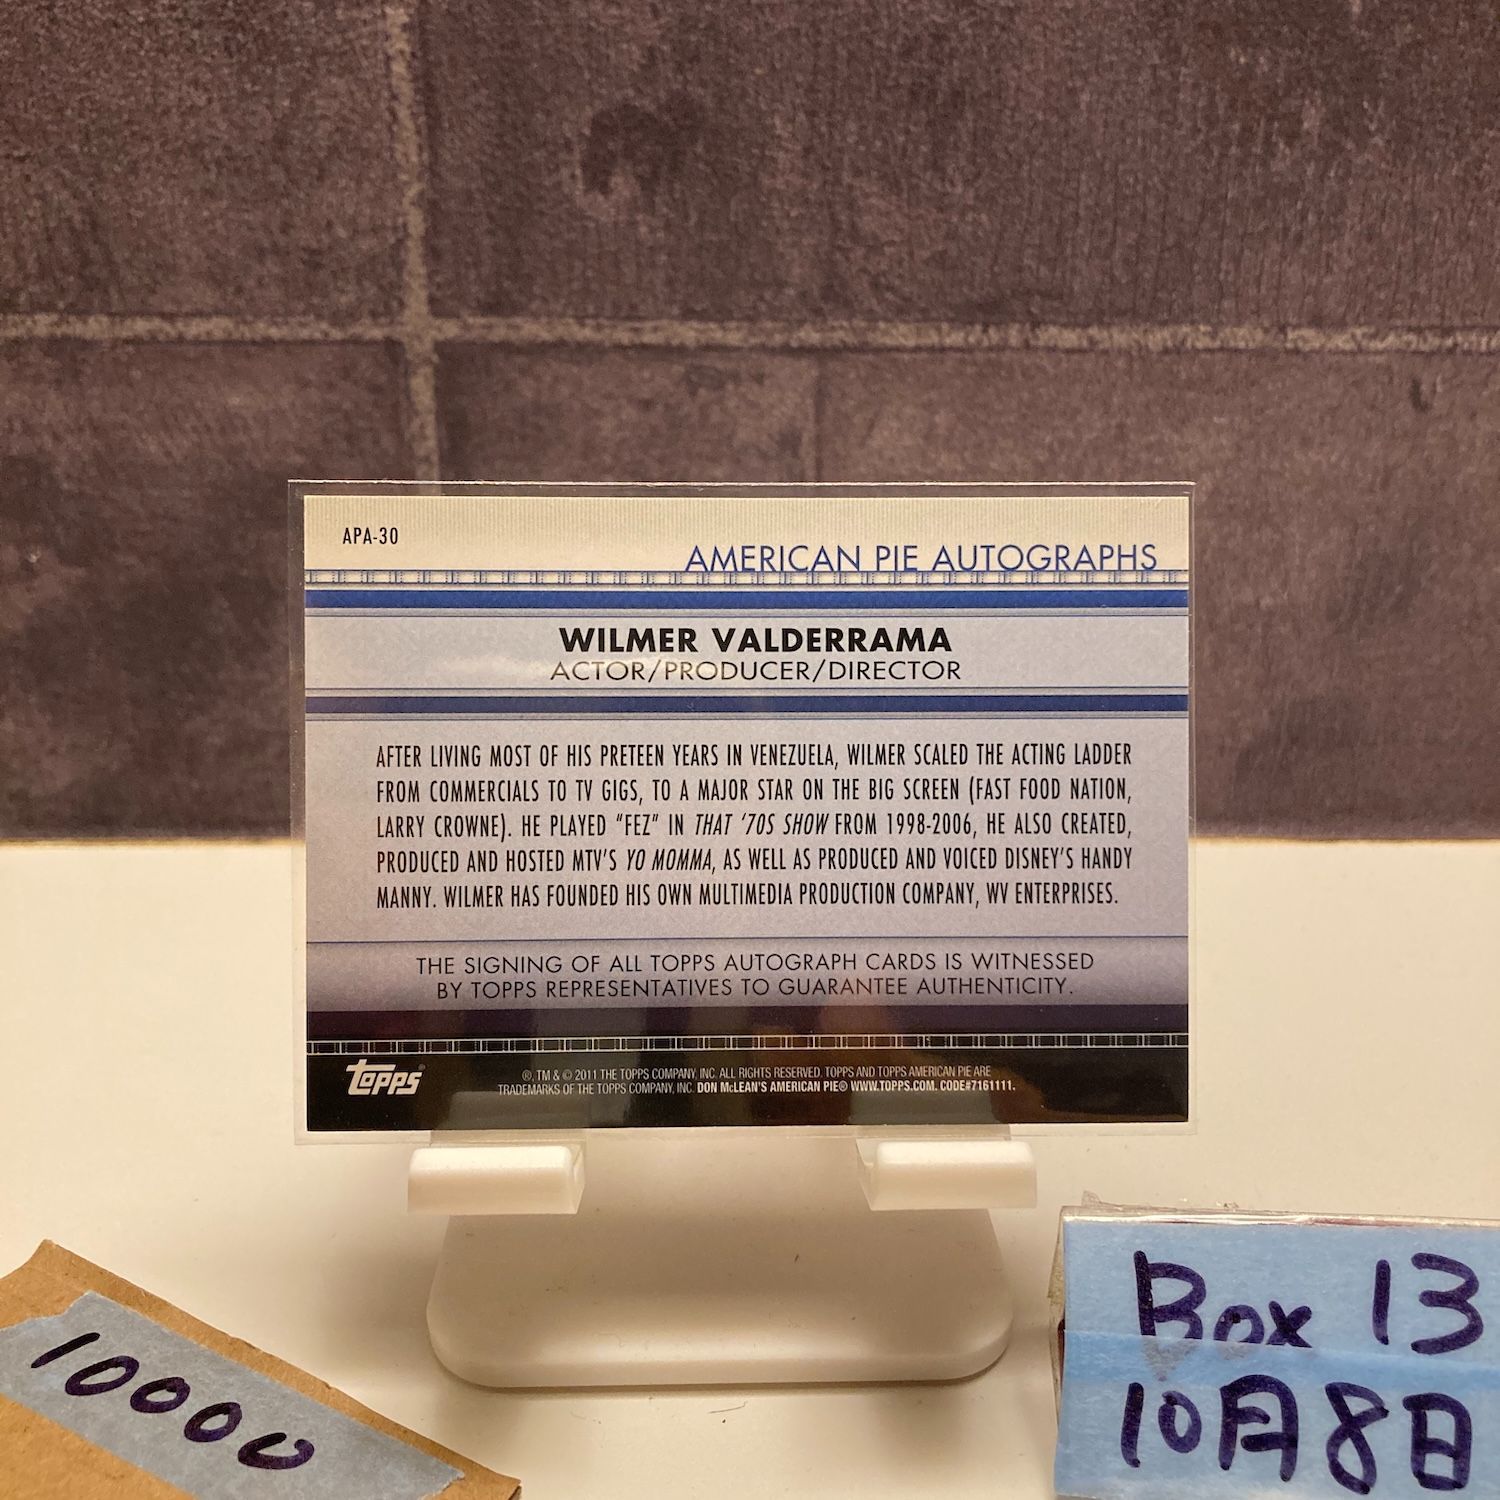 APA-30
AMERICAN PIE AUTOGRAPHS
WILMER VALDERRAMA
ACTOR/PRODUCER/DIRECTOR
AFTER LIVING MOST OF HIS PRETEEN YEARS IN VENEZUELA, WILMER SCALED THE ACTING LADDER
FROM COMMERCIALS TO TV GIGS, TO A MAJOR STAR ON THE BIG SCREEN (FAST FOOD NATION,
LARRY CROWNE). HE PLAYED "FEZ" IN THAT '70S SHOW FROM 1998-2006, HE ALSO CREATED,
PRODUCED AND HOSTED MTV'S YO MOMMA, AS WELL AS PRODUCED AND VOICED DISNEY'S HANDY
MANNY. WILMER HAS FOUNDED HIS OWN MULTIMEDIA PRODUCTION COMPANY, WV ENTERPRISES.
THE SIGNING OF ALL TOPPS AUTOGRAPH CARDS IS WITNESSED
BY TOPPS REPRESENTATIVES TO GUARANTEE AUTHENTICITY.
topps
®, TM & © 2011 THE TOPPS COMPANY, INC. ALL RIGHTS RESERVED. TOPPS AND TOPPS AMERICAN PIE ARE
TRADEMARKS OF THE TOPPS COMPANY, INC. DON McLEAN'S AMERICAN PIE® WWW.TOPPS.COM. CODE#7161111.
10000
Box 13
10月8日